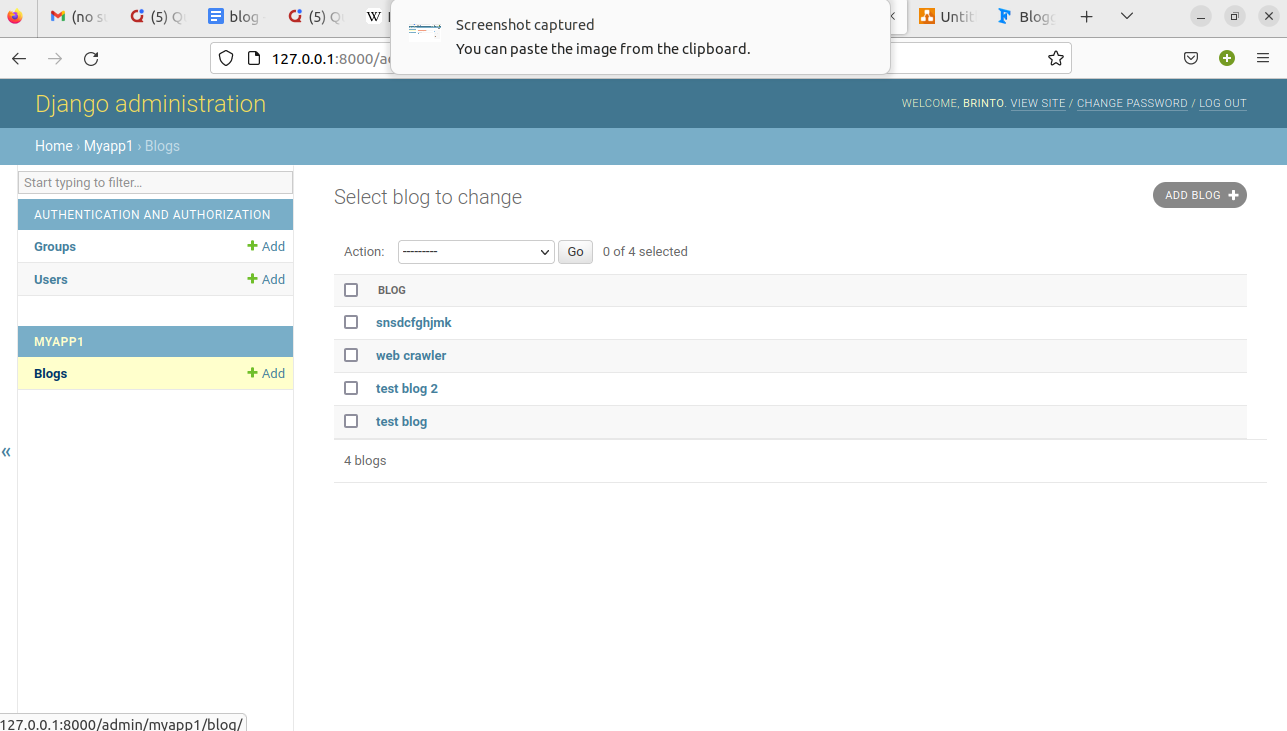 (no s
(5) Q
blog
(5) Q
W
Unti
Blogg
Screenshot captured
You can paste the image from the clipboard.
127.0.0.1:8000/a
Django administration
WELCOME, BRINTO. VIEW SITE / CHANGE PASSWORD / LOG OUT
Home › Myapp1 › Blogs
Start typing to filter...
AUTHENTICATION AND AUTHORIZATION
Groups + Add
Users + Add
MYAPP1
Blogs + Add
«
Select blog to change
ADD BLOG +
Action: --------- Go 0 of 4 selected
BLOG
snsdcfghjmk
web crawler
test blog 2
test blog
4 blogs
127.0.0.1:8000/admin/myapp1/blog/